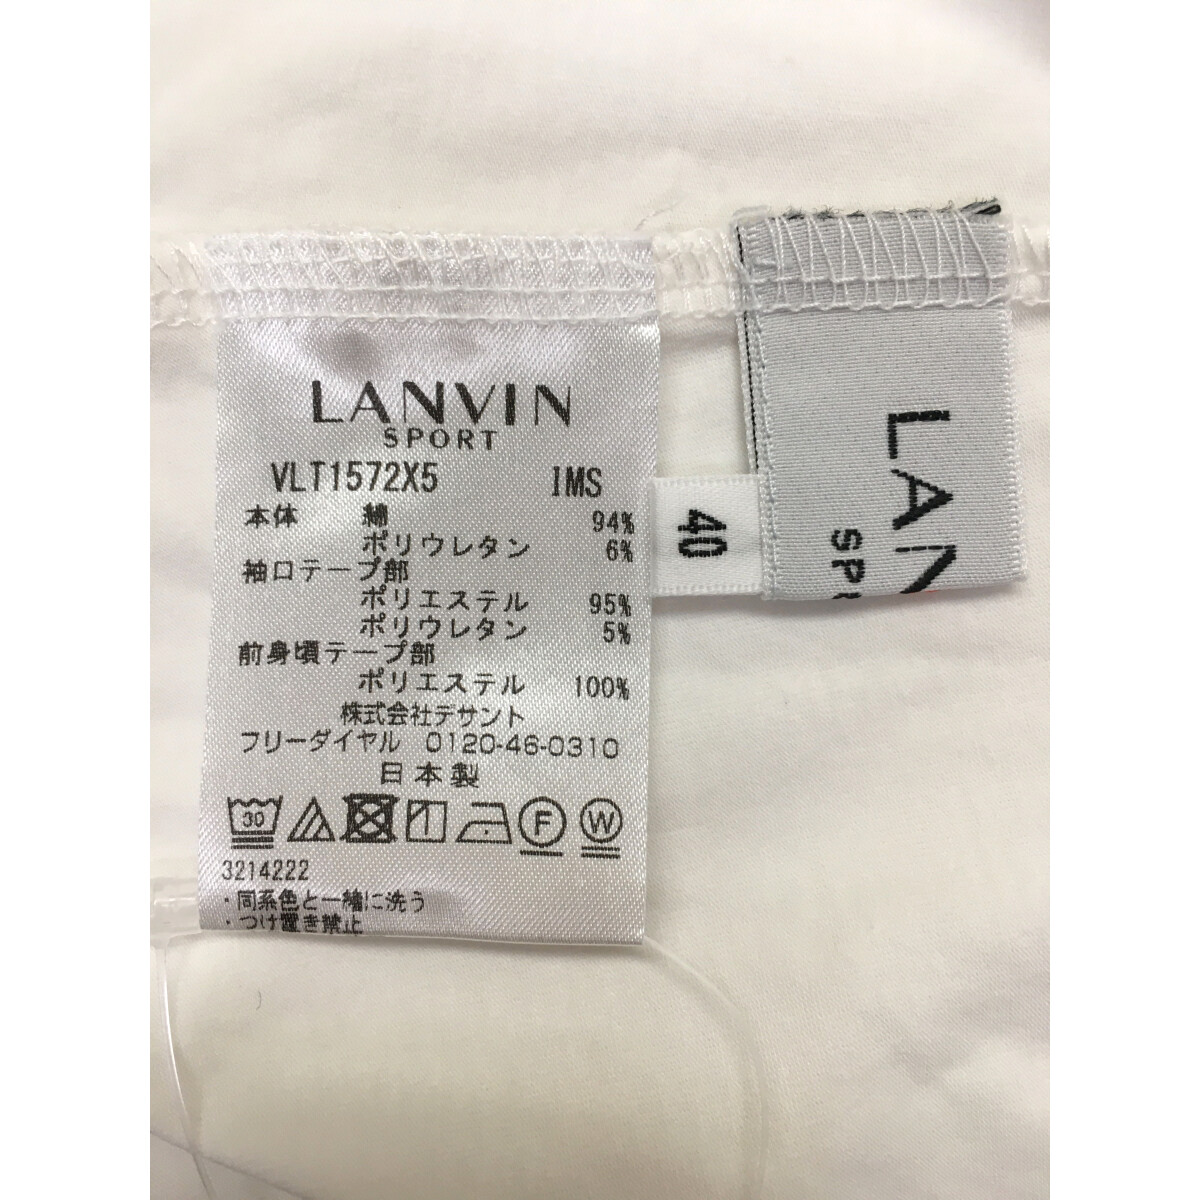 LANVIN
SPORT
VLT1572X5 IMS
本体 綿 94%
ポリウレタン 6%
袖口テープ部
ポリエステル 95%
ポリウレタン 5%
前身頃テープ部
ポリエステル 100%
株式会社デサント
フリーダイヤル 0120-46-0310
日本製
30 F W
3214222
・同系色と一緒に洗う
・つけ置き禁止
40
LAN
SP